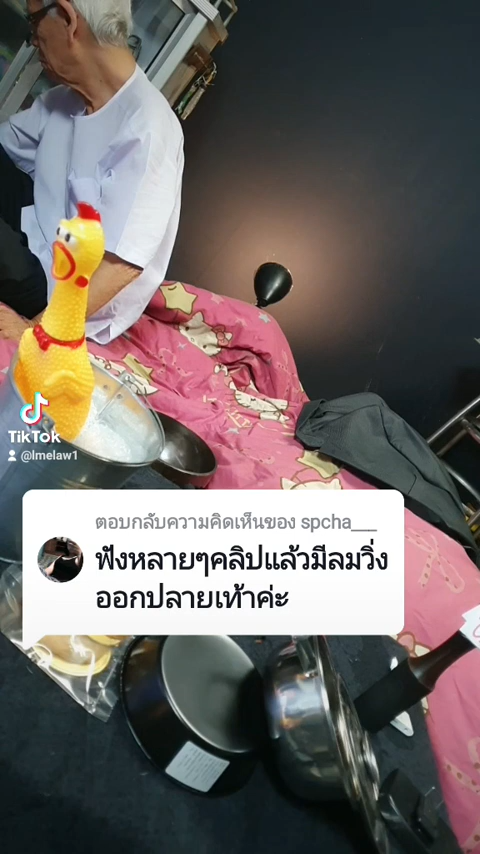 TikTok
@lmelaw1
ตอบกลับความคิดเห็นของ spcha___
ฟังหลายๆคลิปแล้วมีลมวิ่ง
ออกปลายเท้าค่ะ